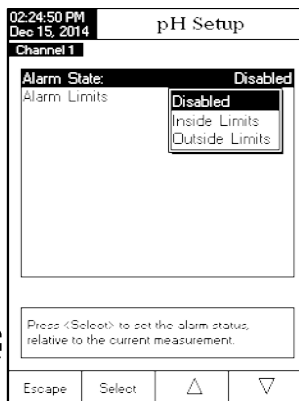 02:24:50 PM
Dec 15, 2014
pH Setup
Channel 1
Alarm State: Disabled
Alarm Limits
Disabled
Inside Limits
Outside Limits
Press <Select> to set the alarm status,
relative to the current measurement.
Escape Select △ ▽